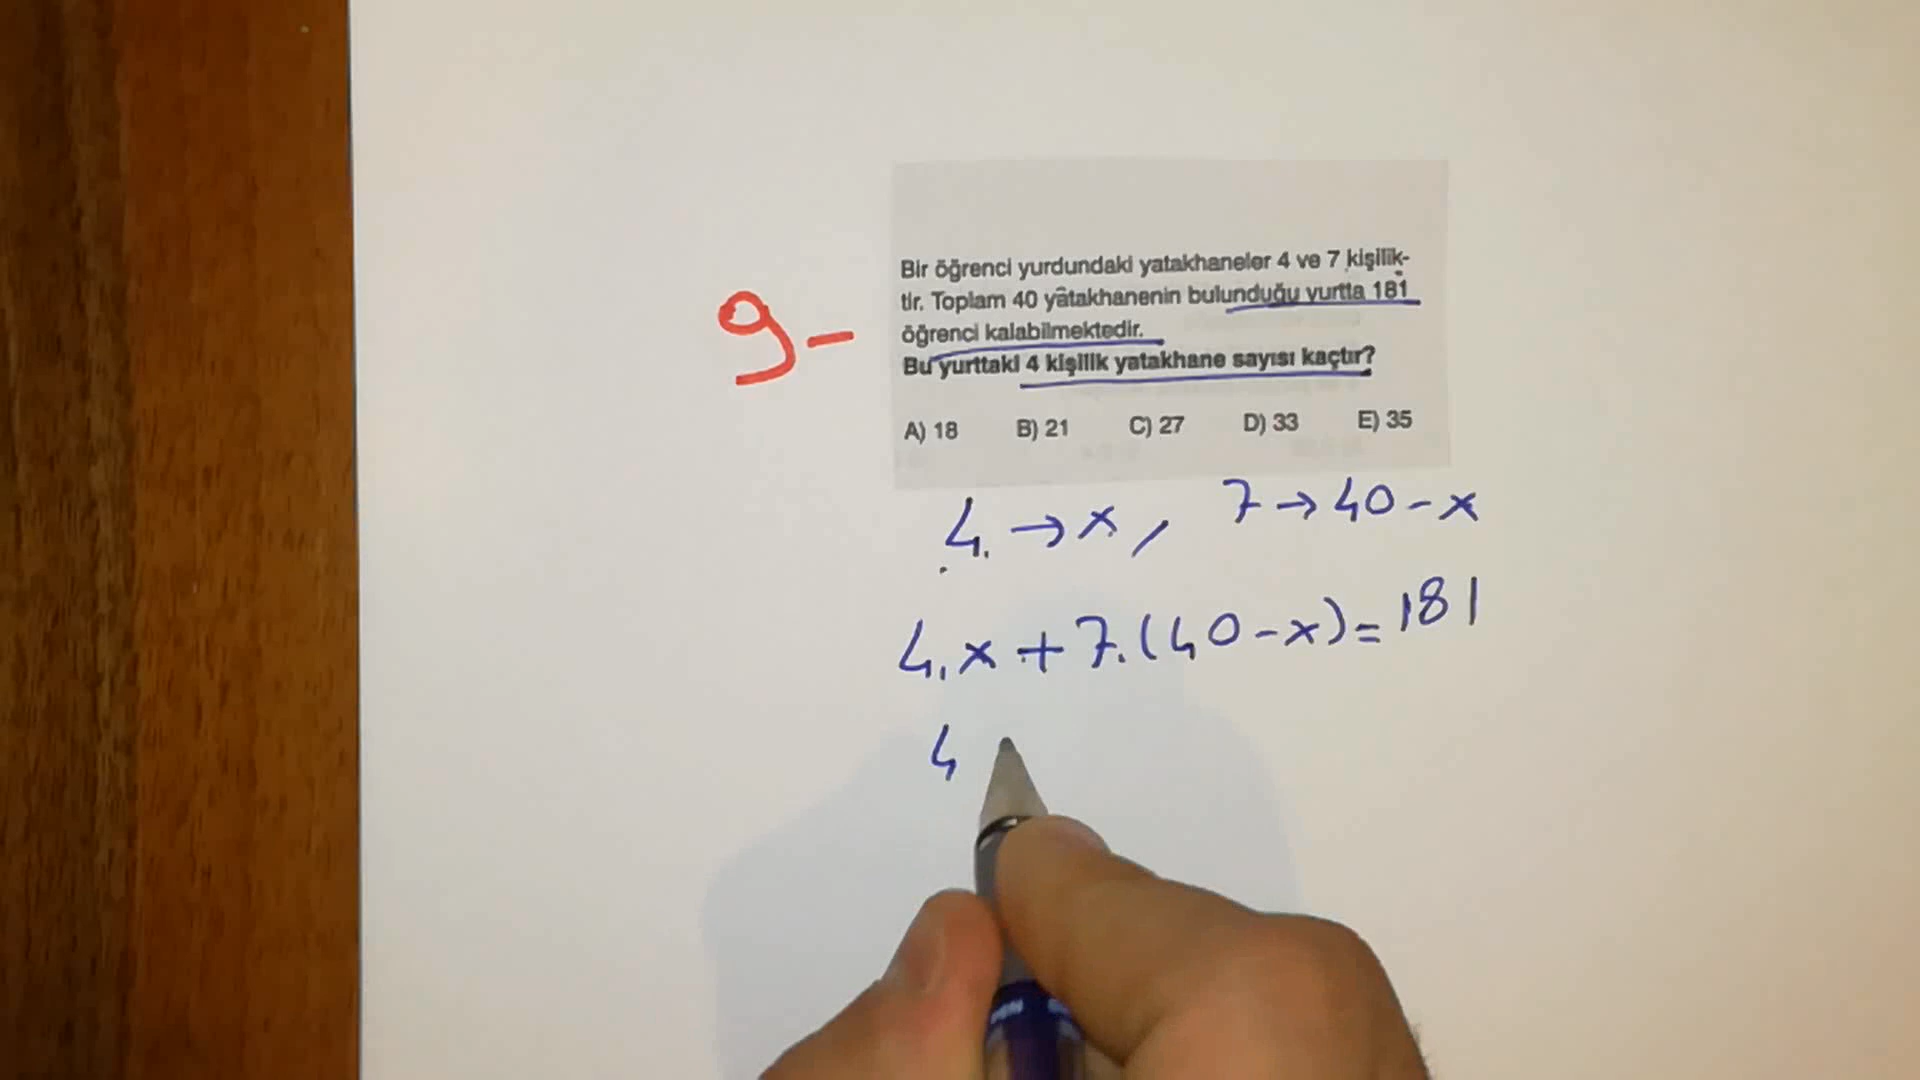 9-
Bir öğrenci yurdundaki yatakhaneler 4 ve 7 kişilik-
tir. Toplam 40 yatakhanenin bulunduğu yurtta 181
öğrenci kalabilmektedir.
Bu yurttaki 4 kişilik yatakhane sayısı kaçtır?
A) 18 B) 21 C) 27 D) 33 E) 35
4. → x, 7 → 40 - x
4.x + 7.(40 - x) = 181
4